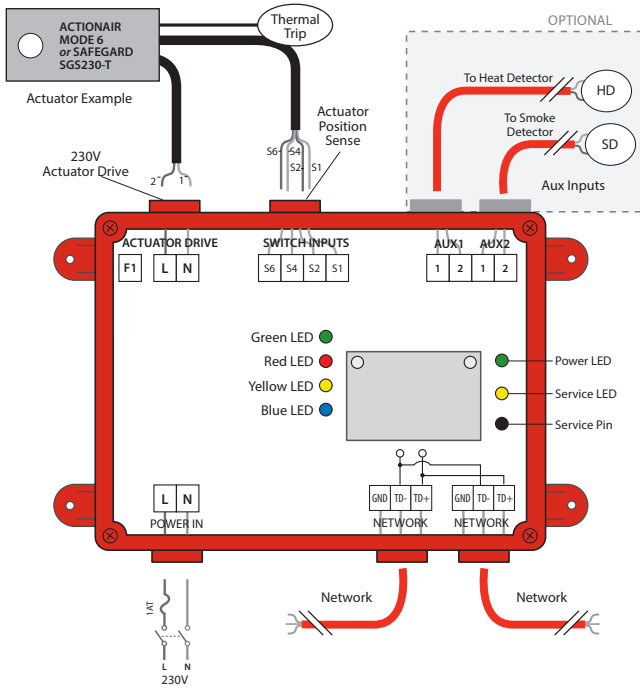 ACTIONAIR
MODE 6
or SAFEGARD
SGS230-T
Actuator Example
Thermal
Trip
OPTIONAL
To Heat Detector
HD
To Smoke
Detector
SD
Aux Inputs
Actuator
Position
Sense
230V
Actuator Drive
2
1
S6
S4
S2
S1
ACTUATOR DRIVE
SWITCH INPUTS
AUX1
AUX2
F1
L
N
S6
S4
S2
S1
1
2
1
2
Green LED
Red LED
Yellow LED
Blue LED
Power LED
Service LED
Service Pin
L
N
POWER IN
GND
TD-
TD+
NETWORK
GND
TD-
TD+
NETWORK
1AT
L
N
230V
Network
Network